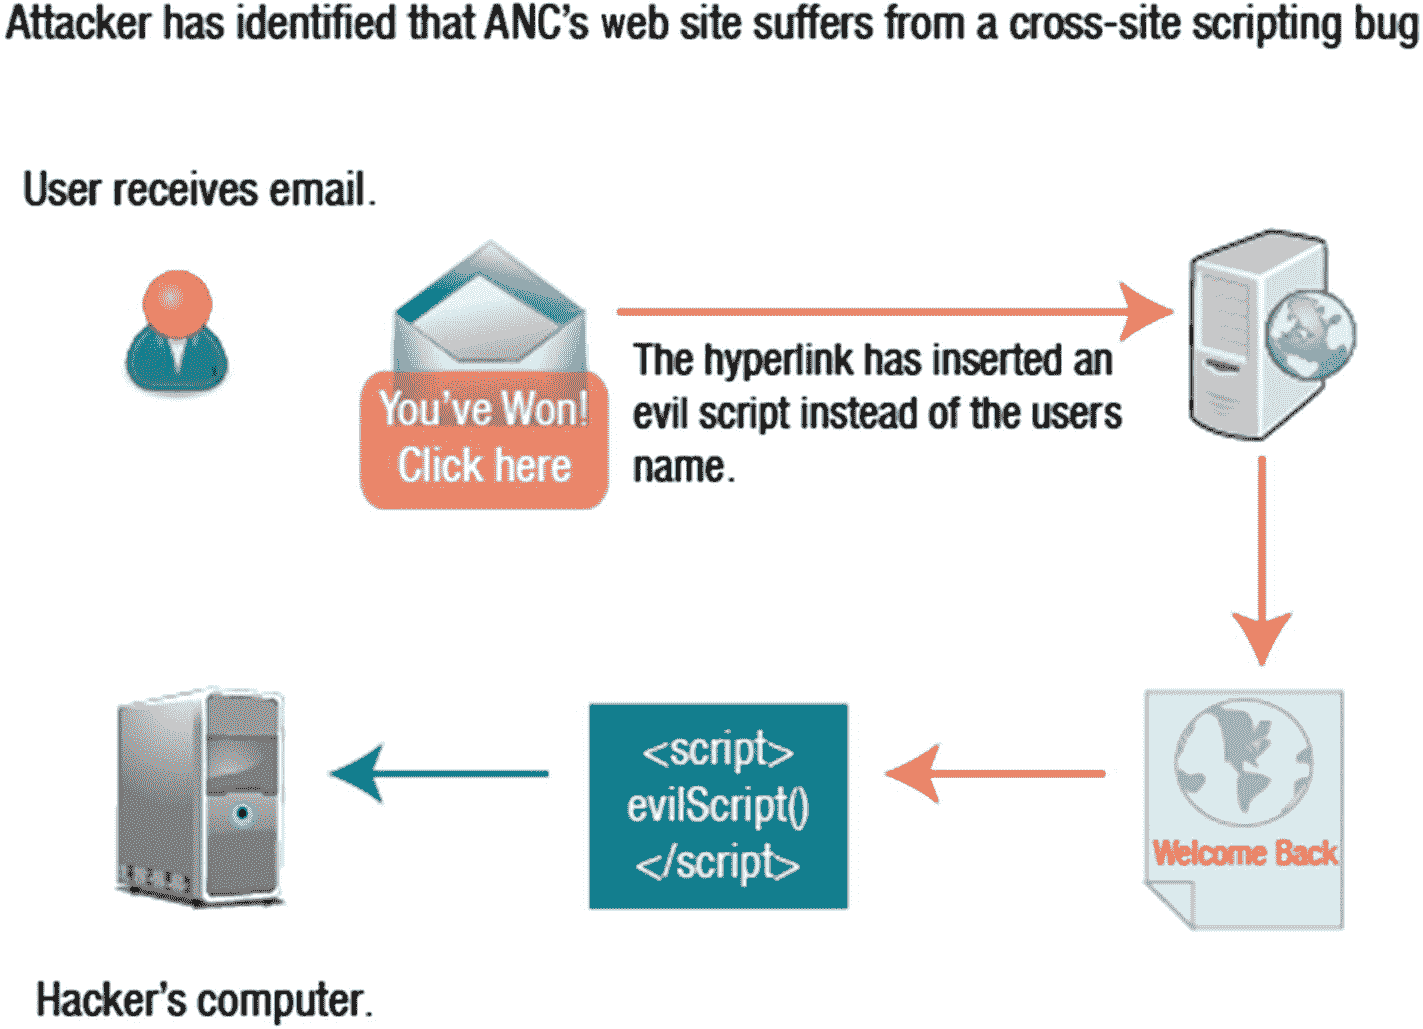 Attacker has identified that ANC's web site suffers from a cross-site scripting bug
User receives email.
You've Won!
Click here
The hyperlink has inserted an
evil script instead of the users
name.
Welcome Back
<script>
evilScript()
</script>
Hacker's computer.